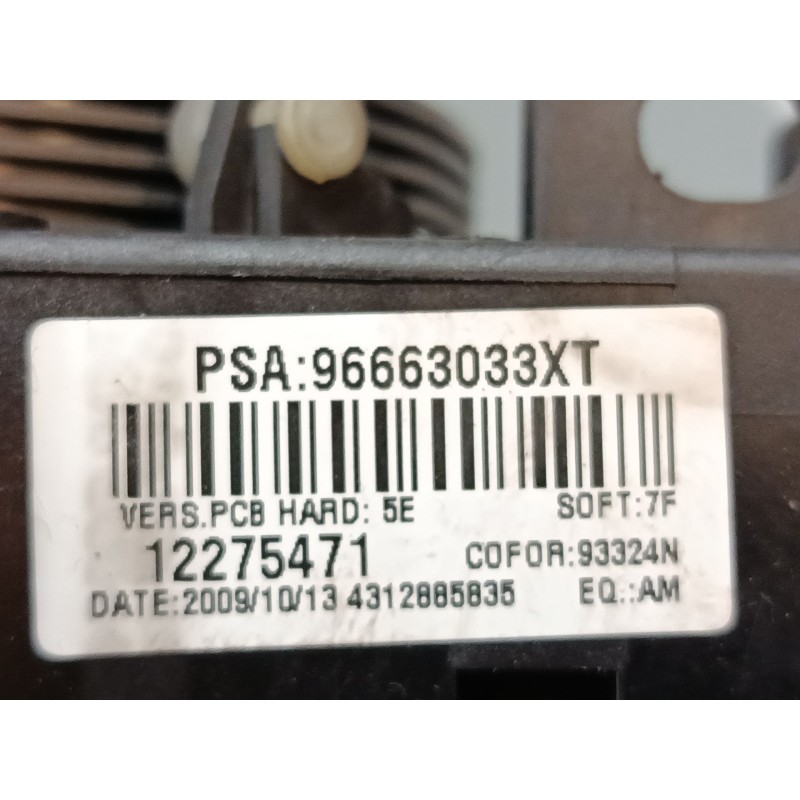 PSA:96663033XT
VERS.PCB HARD: 5E SOFT:7F
12275471 COFOR:93324N
DATE:2009/10/13 4312885835 EQ.:AM